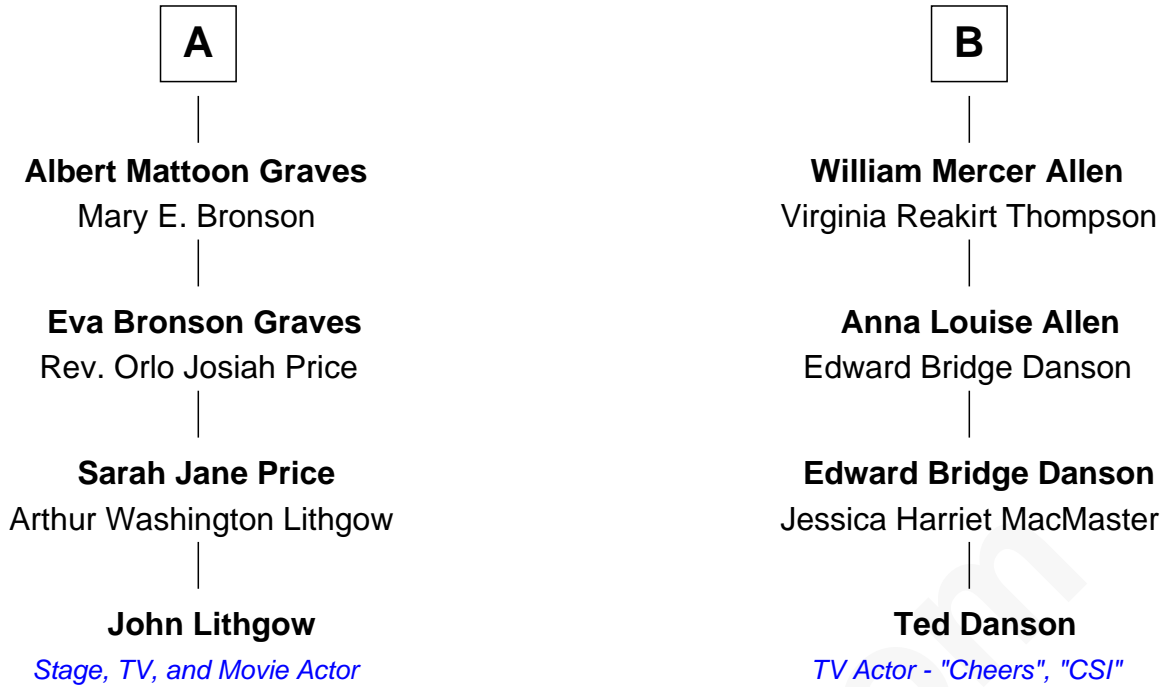 A
Albert Mattoon Graves
Mary E. Bronson
Eva Bronson Graves
Rev. Orlo Josiah Price
Sarah Jane Price
Arthur Washington Lithgow
John Lithgow
Stage, TV, and Movie Actor
B
William Mercer Allen
Virginia Reakirt Thompson
Anna Louise Allen
Edward Bridge Danson
Edward Bridge Danson
Jessica Harriet MacMaster
Ted Danson
TV Actor - "Cheers", "CSI"